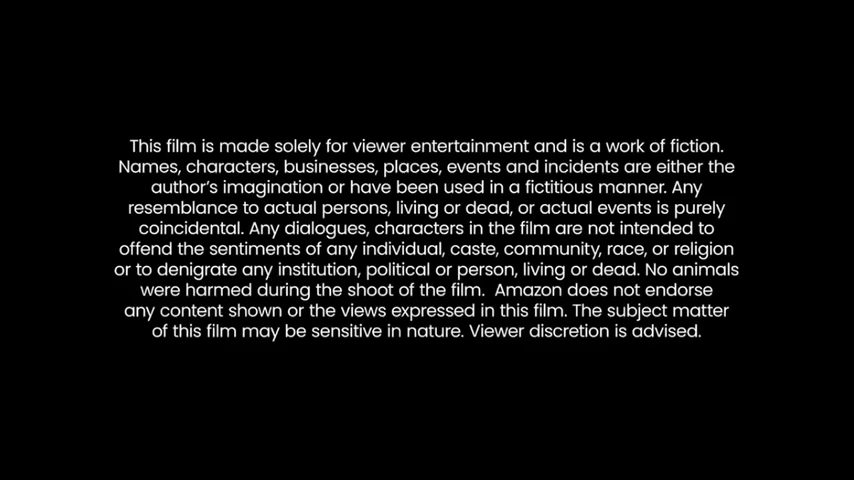 This film is made solely for viewer entertainment and is a work of fiction.
Names, characters, businesses, places, events and incidents are either the
author's imagination or have been used in a fictitious manner. Any
resemblance to actual persons, living or dead, or actual events is purely
coincidental. Any dialogues, characters in the film are not intended to
offend the sentiments of any individual, caste, community, race, or religion
or to denigrate any institution, political or person, living or dead. No animals
were harmed during the shoot of the film.  Amazon does not endorse
any content shown or the views expressed in this film. The subject matter
of this film may be sensitive in nature. Viewer discretion is advised.